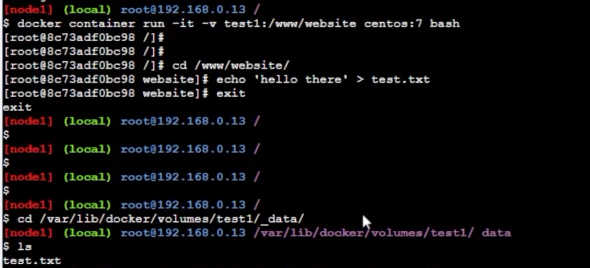 [node1] (local) root@192.168.0.13 /
$ docker container run -it -v test1:/www/website centos:7 bash
[root@8c73adf0bc98 /]#
[root@8c73adf0bc98 /]#
[root@8c73adf0bc98 /]# cd /www/website/
[root@8c73adf0bc98 website]# echo 'hello there' > test.txt
[root@8c73adf0bc98 website]# exit
exit
[node1] (local) root@192.168.0.13 /
$
[node1] (local) root@192.168.0.13 /
$
[node1] (local) root@192.168.0.13 /
$
[node1] (local) root@192.168.0.13 /
$ cd /var/lib/docker/volumes/test1/_data/
[node1] (local) root@192.168.0.13 /var/lib/docker/volumes/test1/_data
$ ls
test.txt